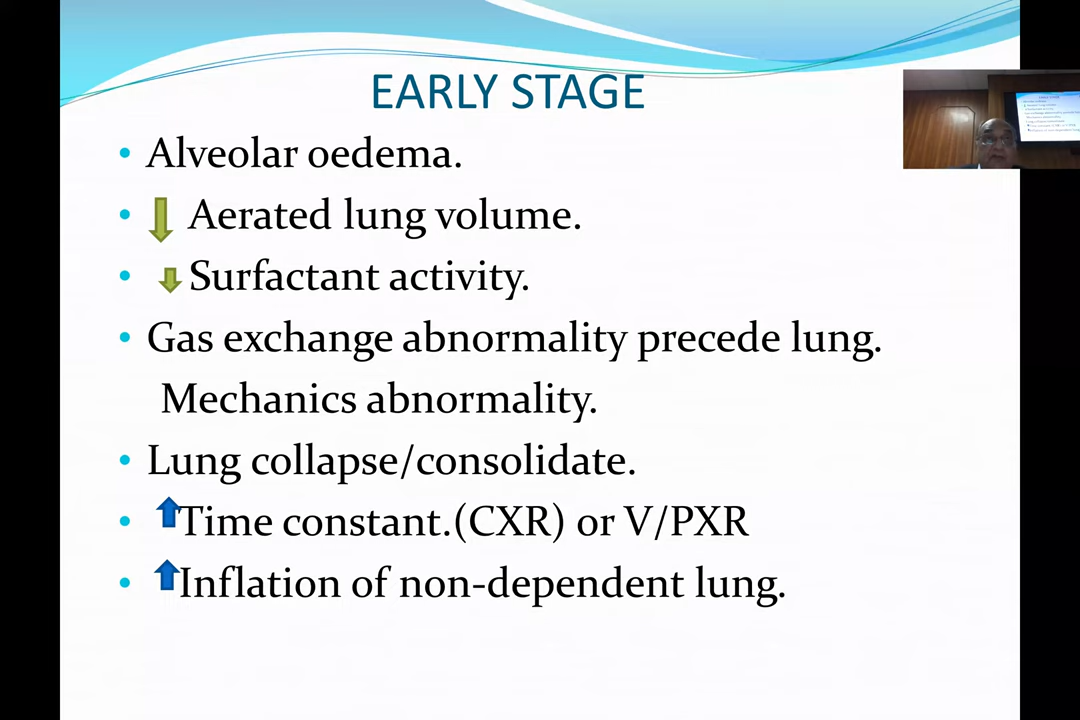 EARLY STAGE
• Alveolar oedema.
• Aerated lung volume.
• Surfactant activity.
• Gas exchange abnormality precede lung.
Mechanics abnormality.
• Lung collapse/consolidate.
• Time constant.(CXR) or V/PXR
• Inflation of non-dependent lung.